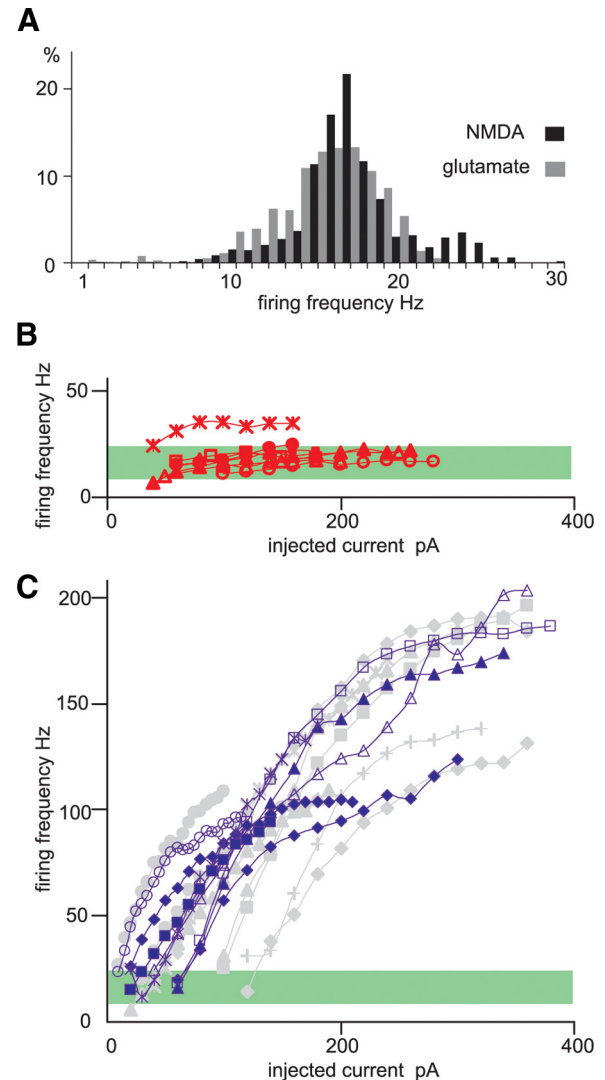 A
%
20
10
0
NMDA
glutamate
1 10 20 30
firing frequency Hz
B
firing frequency Hz
50
0
0 200 400
injected current pA
C
firing frequency Hz
200
150
100
50
0
0 200 400
injected current pA